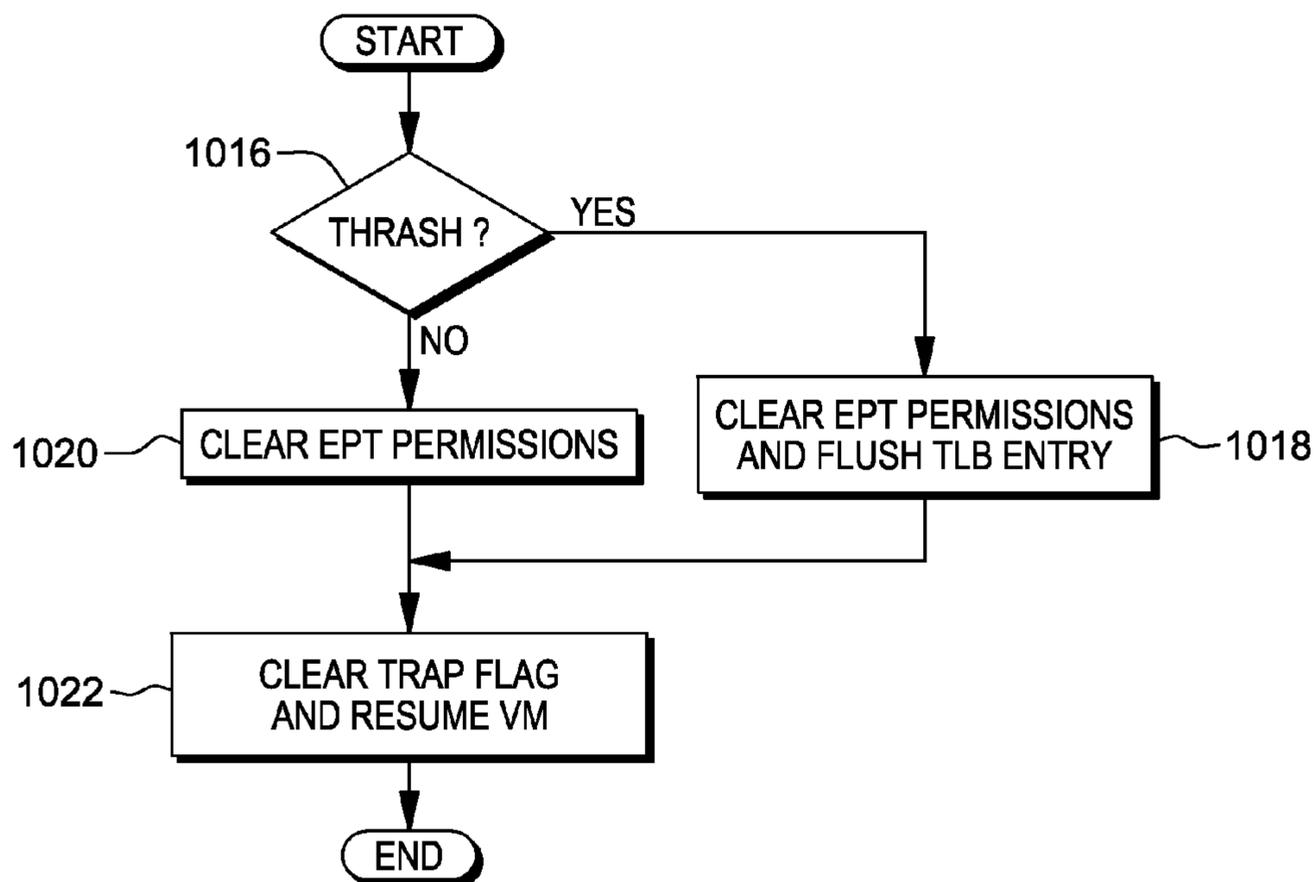 START
1016
THRASH ?
YES
NO
1020
CLEAR EPT PERMISSIONS
CLEAR EPT PERMISSIONS
AND FLUSH TLB ENTRY
1018
1022
CLEAR TRAP FLAG
AND RESUME VM
END